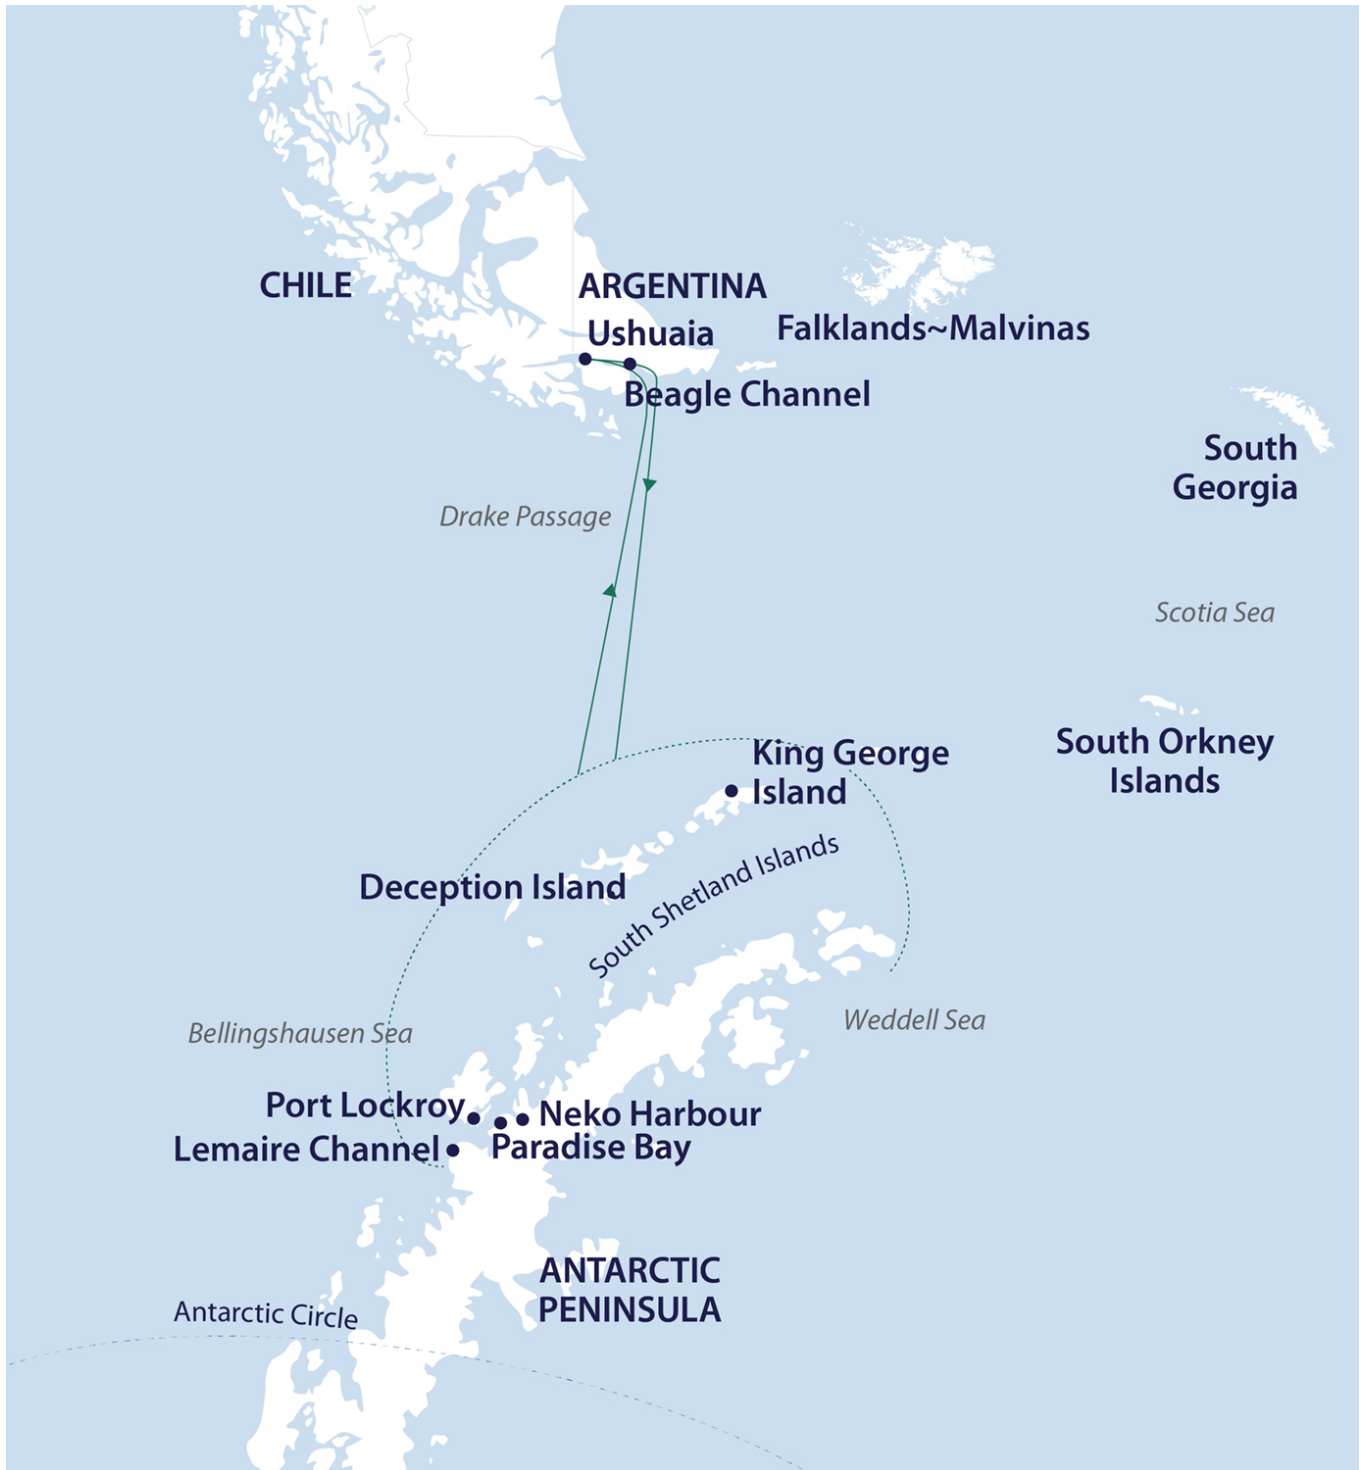 CHILE
ARGENTINA
Ushuaia
Falklands~Malvinas
Beagle Channel
South
Georgia
Drake Passage
Scotia Sea
South Orkney
Islands
King George
Island
South Shetland Islands
Deception Island
Weddell Sea
Bellingshausen Sea
Port Lockroy
Neko Harbour
Lemaire Channel
Paradise Bay
ANTARCTIC
PENINSULA
Antarctic Circle